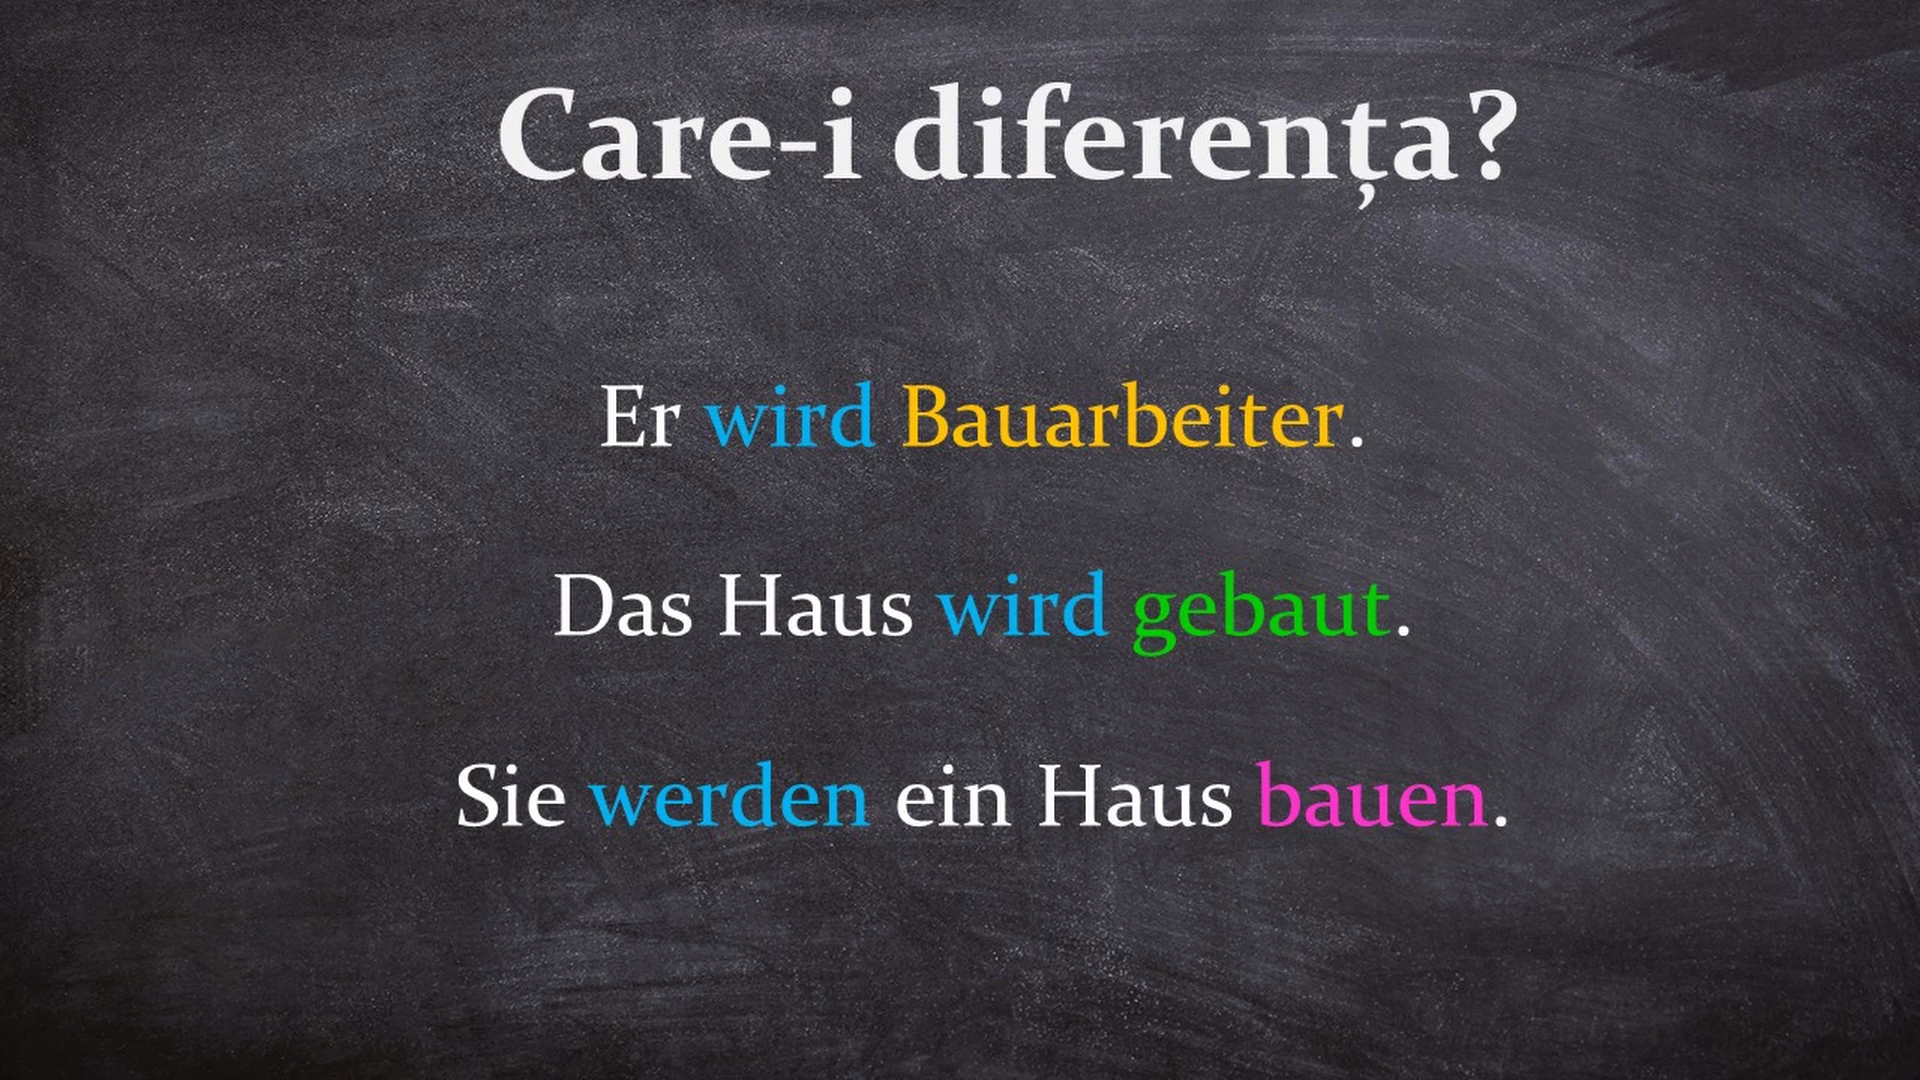 Care-i diferența?
Er wird Bauarbeiter.
Das Haus wird gebaut.
Sie werden ein Haus bauen.